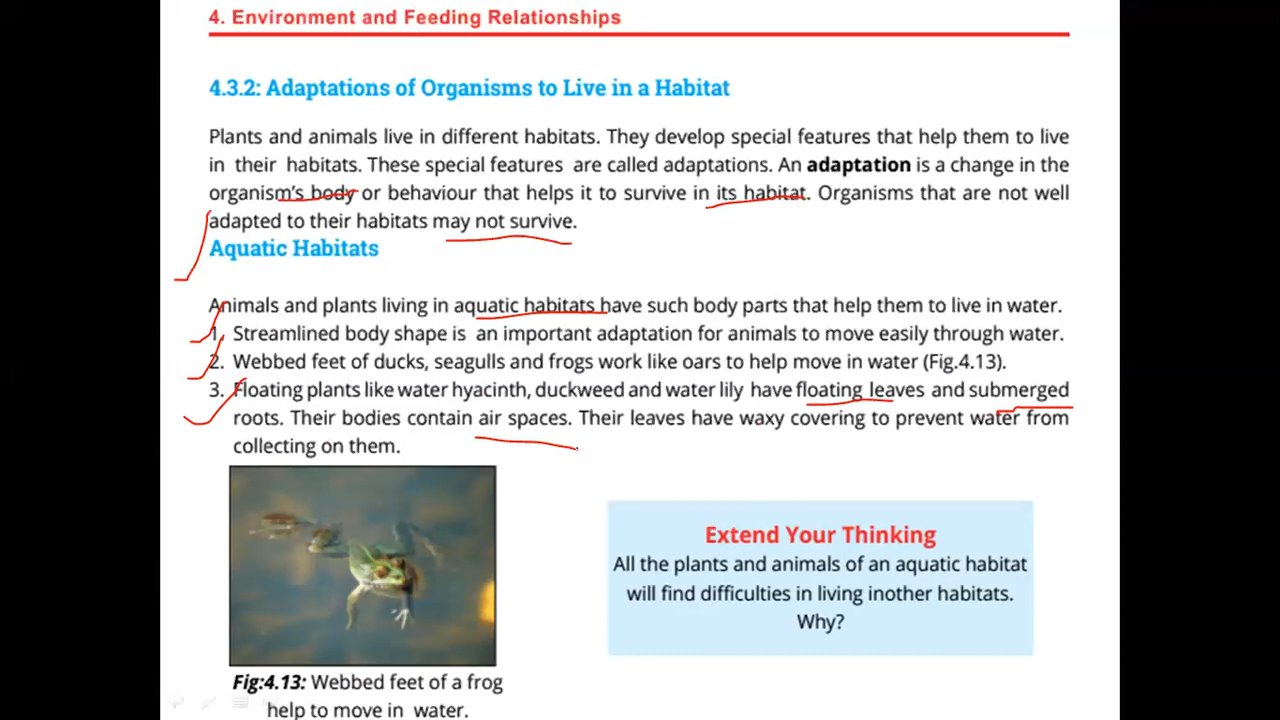 4. Environment and Feeding Relationships
4.3.2: Adaptations of Organisms to Live in a Habitat
Plants and animals live in different habitats. They develop special features that help them to live
in their habitats. These special features are called adaptations. An adaptation is a change in the
organism's body or behaviour that helps it to survive in its habitat. Organisms that are not well
adapted to their habitats may not survive.
Aquatic Habitats
Animals and plants living in aquatic habitats have such body parts that help them to live in water.
1. Streamlined body shape is an important adaptation for animals to move easily through water.
2. Webbed feet of ducks, seagulls and frogs work like oars to help move in water (Fig.4.13).
3. Floating plants like water hyacinth, duckweed and water lily have floating leaves and submerged
roots. Their bodies contain air spaces. Their leaves have waxy covering to prevent water from
collecting on them.
Extend Your Thinking
All the plants and animals of an aquatic habitat
will find difficulties in living inother habitats.
Why?
Fig:4.13: Webbed feet of a frog
help to move in water.